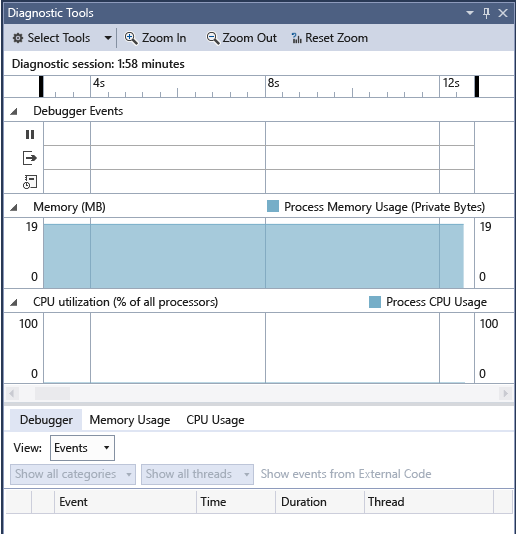 Diagnostic Tools
Select Tools Zoom In Zoom Out Reset Zoom
Diagnostic session: 1:58 minutes
4s 8s 12s
Debugger Events
Memory (MB) Process Memory Usage (Private Bytes)
19 19
0 0
CPU utilization (% of all processors) Process CPU Usage
100 100
0 0
Debugger Memory Usage CPU Usage
View: Events
Show all categories Show all threads Show events from External Code
Event Time Duration Thread